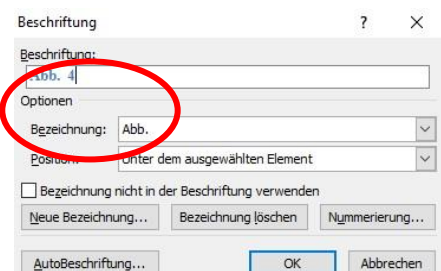 Beschriftung ? ×
Beschriftung:
Abb. 4
Optionen
Bezeichnung: Abb.
Position: Unter dem ausgewählten Element
Bezeichnung nicht in der Beschriftung verwenden
Neue Bezeichnung... Bezeichnung löschen Nummerierung...
AutoBeschriftung... OK Abbrechen